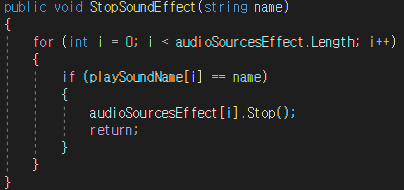 public void StopSoundEffect(string name)
{
for (int i = 0; i < audioSourcesEffect.Length; i++)
{
if (playSoundName[i] == name)
{
audioSourcesEffect[i].Stop();
return;
}
}
}